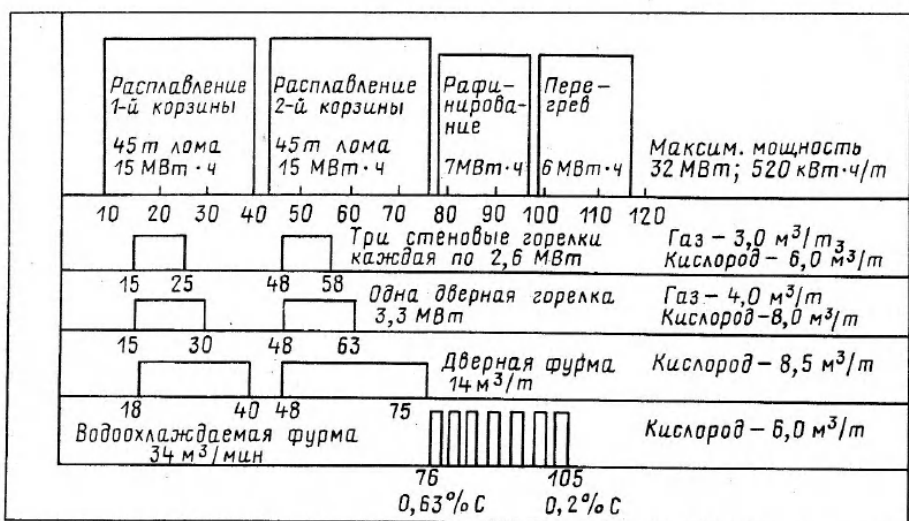 Расплавление
1-й корзины
45т лома
15 МВт·ч
Расплавление
2-й корзины
45т лома
15 МВт·ч
Рафи-
нирова-
ние
7МВт·ч
Пере-
грев
6 МВт·ч
Максим. мощность
32 МВт; 520 кВт·ч/т
10 20 30 40 50 60 70 80 90 100 110 120
Три стеновые горелки
каждая по 2,6 МВт
Газ – 3,0 м³/т
Кислород – 6,0 м³/т
15 25 48 58
Одна дверная горелка
3,3 МВт
Газ – 4,0 м³/т
Кислород –8,0 м³/т
15 30 48 63
Дверная фурма
14 м³/т
Кислород – 8,5 м³/т
18 40 48 75
Водоохлаждаемая фурма
34 м³/мин
Кислород – 6,0 м³/т
76 105
0,63% С 0,2% С